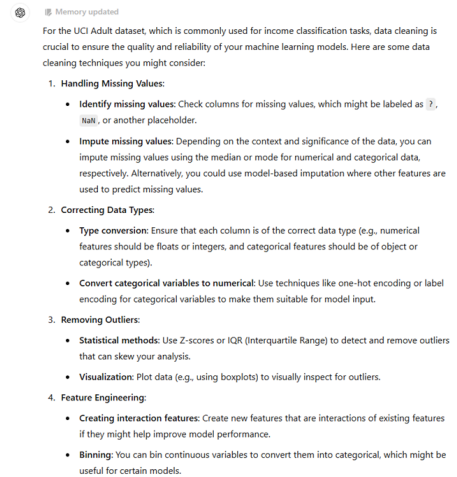 Memory updated
For the UCI Adult dataset, which is commonly used for income classification tasks, data cleaning is
crucial to ensure the quality and reliability of your machine learning models. Here are some data
cleaning techniques you might consider:
1. Handling Missing Values:
• Identify missing values: Check columns for missing values, which might be labeled as ?,
NaN, or another placeholder.
• Impute missing values: Depending on the context and significance of the data, you can
impute missing values using the median or mode for numerical and categorical data,
respectively. Alternatively, you could use model-based imputation where other features are
used to predict missing values.
2. Correcting Data Types:
• Type conversion: Ensure that each column is of the correct data type (e.g., numerical
features should be floats or integers, and categorical features should be of object or
categorical types).
• Convert categorical variables to numerical: Use techniques like one-hot encoding or label
encoding for categorical variables to make them suitable for model input.
3. Removing Outliers:
• Statistical methods: Use Z-scores or IQR (Interquartile Range) to detect and remove outliers
that can skew your analysis.
• Visualization: Plot data (e.g., using boxplots) to visually inspect for outliers.
4. Feature Engineering:
• Creating interaction features: Create new features that are interactions of existing features
if they might help improve model performance.
• Binning: You can bin continuous variables to convert them into categorical, which might be
useful for certain models.